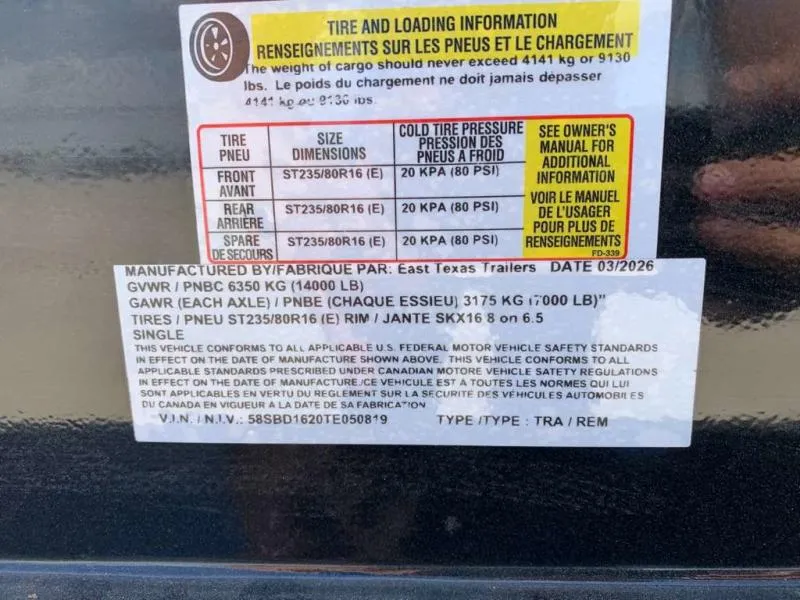 TIRE AND LOADING INFORMATION
RENSEIGNEMENTS SUR LES PNEUS ET LE CHARGEMENT
The weight of cargo should never exceed 4141 kg or 9130
lbs. Le poids du chargement ne doit jamais dépasser
4141 kg ou 9130 lbs.
TIRE PNEU SIZE DIMENSIONS COLD TIRE PRESSURE PRESSION DES PNEUS A FROID
FRONT AVANT ST235/80R16 (E) 20 KPA (80 PSI)
REAR ARRIÈRE ST235/80R16 (E) 20 KPA (80 PSI)
SPARE DE SECOURS ST235/80R16 (E) 20 KPA (80 PSI)
SEE OWNER'S
MANUAL FOR
ADDITIONAL
INFORMATION
VOIR LE MANUEL
DE L'USAGER
POUR PLUS DE
RENSEIGNEMENTS
FD-339
MANUFACTURED BY/FABRIQUE PAR: East Texas Trailers DATE 03/2026
GVWR / PNBC 6350 KG (14000 LB)
GAWR (EACH AXLE) / PNBE (CHAQUE ESSIEU) 3175 KG (7000 LB)"
TIRES / PNEU ST235/80R16 (E) RIM / JANTE SKX16 8 on 6.5
SINGLE
THIS VEHICLE CONFORMS TO ALL APPLICABLE U.S. FEDERAL MOTOR VEHICLE SAFETY STANDARDS
IN EFFECT ON THE DATE OF MANUFACTURE SHOWN ABOVE. THIS VEHICLE CONFORMS TO ALL
APPLICABLE STANDARDS PRESCRIBED UNDER CANADIAN MOTORE VEHICLE SAFETY REGULATIONS
IN EFFECT ON THE DATE OF MANUFACTURE./CE VEHICULE EST A TOUTES LES NORMES QUI LUI
SONT APPLICABLES EN VERTU DU REGLEMENT SUR LA SECURITE DES VEHICULES AUTOMOBILES
DU CANADA EN VIGUEUR A LA DATE DE SA FABRICATION
V.I.N. / N.I.V.: 58SBD1620TE050819 TYPE /TYPE : TRA / REM